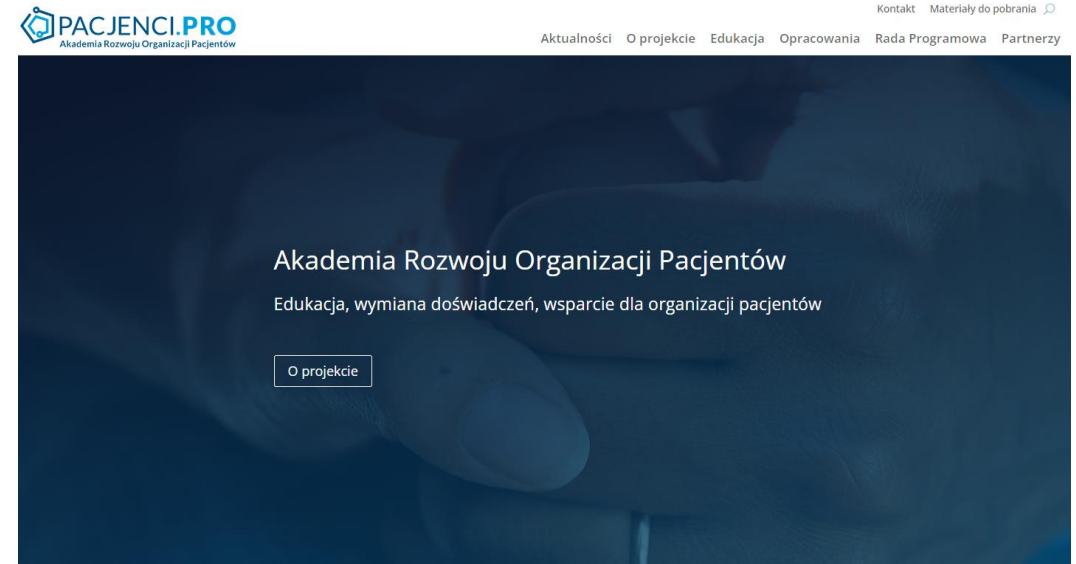 Kontakt Materiały do pobrania
PACJENCI.PRO
Akademia Rozwoju Organizacji Pacjentów
Aktualności O projekcie Edukacja Opracowania Rada Programowa Partnerzy
Akademia Rozwoju Organizacji Pacjentów
Edukacja, wymiana doświadczeń, wsparcie dla organizacji pacjentów
O projekcie